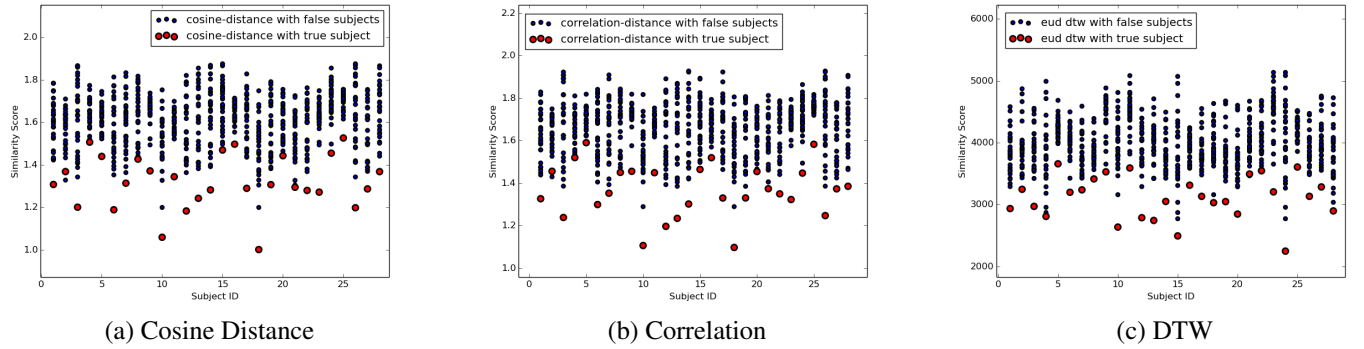 cosine-distance with false subjects
cosine-distance with true subject
2.0
1.8
1.6
1.4
1.2
1.0
Similarity Score
0 5 10 15 20 25
Subject ID
(a) Cosine Distance
correlation-distance with false subjects
correlation-distance with true subject
2.2
2.0
1.8
1.6
1.4
1.2
1.0
Similarity Score
0 5 10 15 20 25
Subject ID
(b) Correlation
eud dtw with false subjects
eud dtw with true subject
6000
5000
4000
3000
2000
Similarity Score
0 5 10 15 20 25
Subject ID
(c) DTW